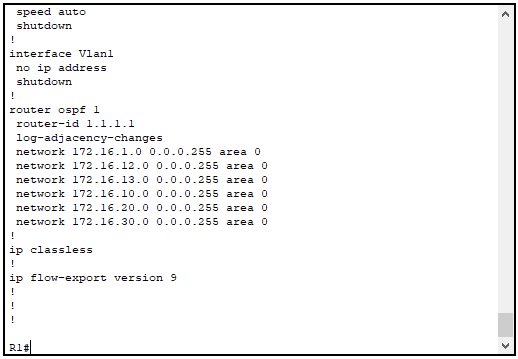 speed auto
shutdown
!
interface Vlan1
no ip address
shutdown
!
router ospf 1
router-id 1.1.1.1
log-adjacency-changes
network 172.16.1.0 0.0.0.255 area 0
network 172.16.12.0 0.0.0.255 area 0
network 172.16.13.0 0.0.0.255 area 0
network 172.16.10.0 0.0.0.255 area 0
network 172.16.20.0 0.0.0.255 area 0
network 172.16.30.0 0.0.0.255 area 0
!
ip classless
!
ip flow-export version 9
!
!
!
R1#